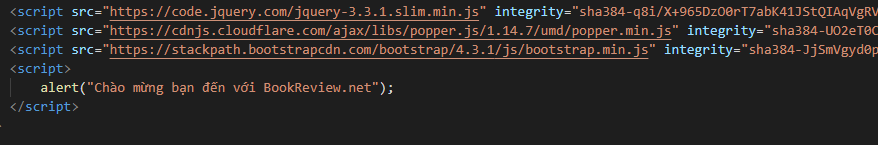 <script src="https://code.jquery.com/jquery-3.3.1.slim.min.js" integrity="sha384-q8i/X+965DzO0rT7abK41JStQIAqVgRV
<script src="https://cdnjs.cloudflare.com/ajax/libs/popper.js/1.14.7/umd/popper.min.js" integrity="sha384-UO2eT0C
<script src="https://stackpath.bootstrapcdn.com/bootstrap/4.3.1/js/bootstrap.min.js" integrity="sha384-JjSmVgyd0p
<script>
alert("Chào mừng bạn đến với BookReview.net");
</script>